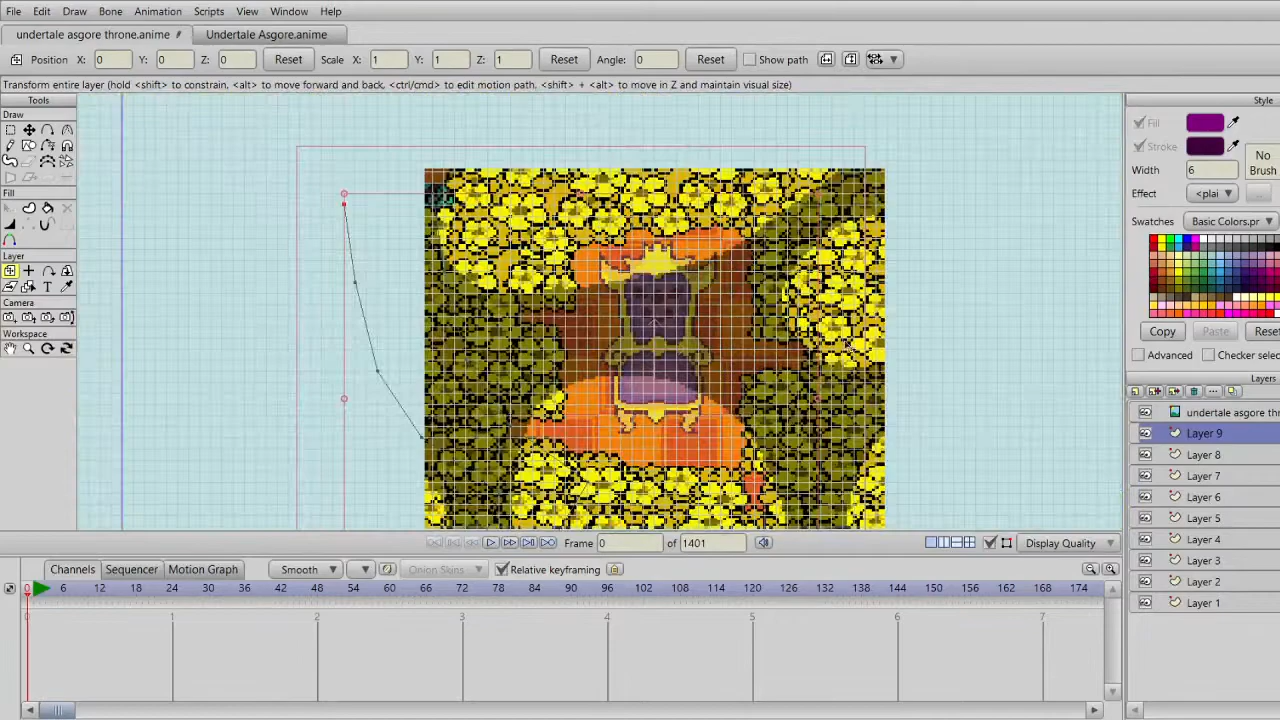 File Edit Draw Bone Animation Scripts View Window Help
undertale asgore throne.anime Undertale Asgore.anime
Position X: 0 Y: 0 Z: 0 Reset Scale X: 1 Y: 1 Z: 1 Reset Angle: 0 Reset Show path
Transform entire layer (hold <shift> to constrain, <alt> to move forward and back, <ctrl/cmd> to edit motion path, <shift> + <alt> to move in Z and maintain visual size)
Tools
Draw
Fill
Layer
Camera
Workspace
Style
Fill
Stroke
No
Brush
Width 6
Effect <plai
Swatches Basic Colors.pr
Copy Paste Reset
Advanced Checker selec
Layers
undertale asgore thr
Layer 9
Layer 8
Layer 7
Layer 6
Layer 5
Layer 4
Layer 3
Layer 2
Layer 1
Frame 0 of 1401 Display Quality
Channels Sequencer Motion Graph Smooth Onion Skins Relative keyframing
0 6 12 18 24 30 36 42 48 54 60 66 72 78 84 90 96 102 108 114 120 126 132 138 144 150 156 162 168 174
0 1 2 3 4 5 6 7